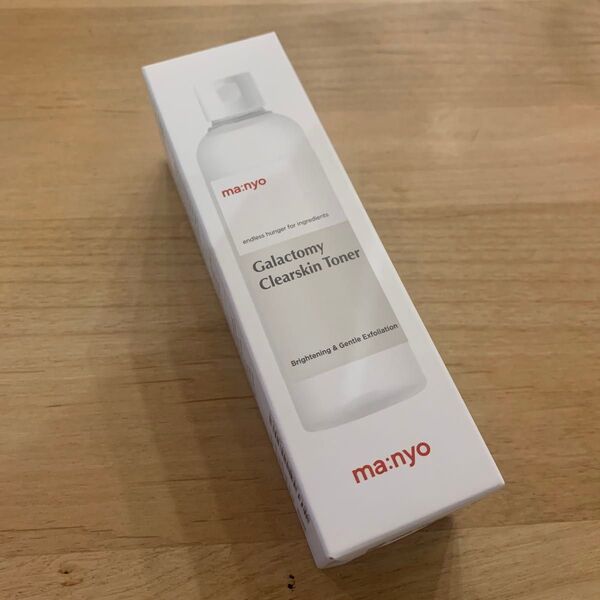 ma:nyo
endless hunger for ingredients
Galactomy
Clearskin Toner
Brightening & Gentle Exfoliation
ma:nyo